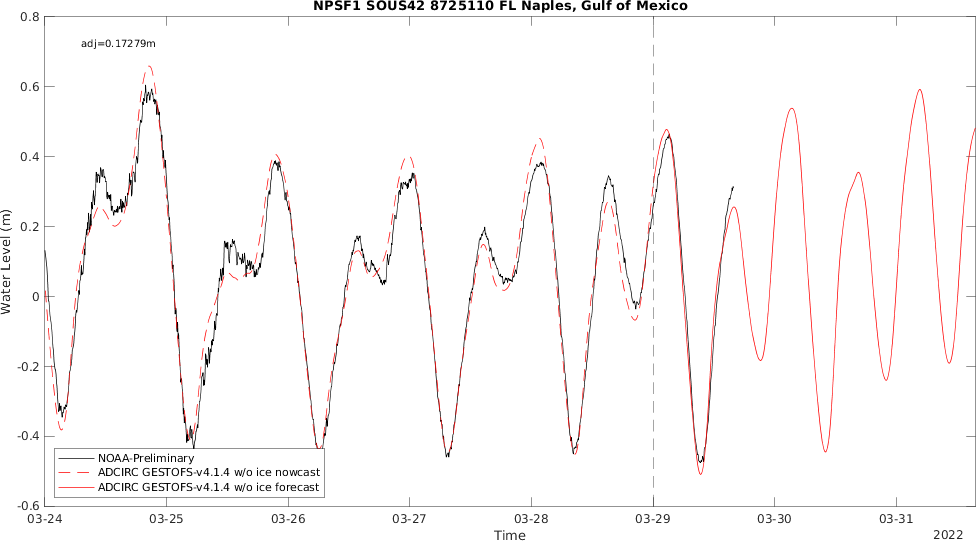 NPSF1 SOUS42 8725110 FL Naples, Gulf of Mexico
adj=0.17279m
0.8
0.6
0.4
0.2
0
-0.2
-0.4
-0.6
Water Level (m)
NOAA-Preliminary
ADCIRC GESTOFS-v4.1.4 w/o ice nowcast
ADCIRC GESTOFS-v4.1.4 w/o ice forecast
03-24 03-25 03-26 03-27 03-28 03-29 03-30 03-31
Time
2022